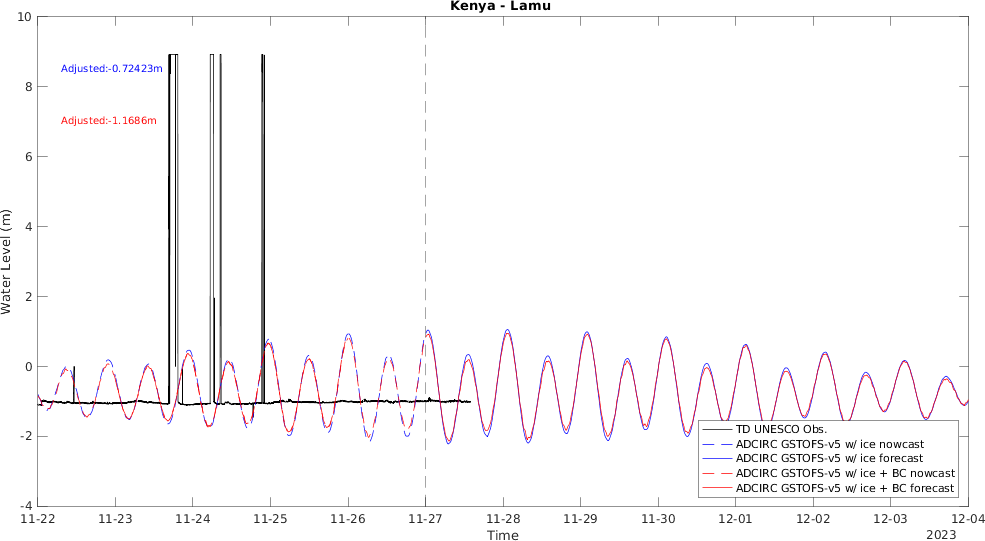 Kenya - Lamu
10
8
6
4
2
0
-2
-4
Water Level (m)
Adjusted:-0.72423m
Adjusted:-1.1686m
TD UNESCO Obs.
ADCIRC GSTOFS-v5 w/ ice nowcast
ADCIRC GSTOFS-v5 w/ ice forecast
ADCIRC GSTOFS-v5 w/ ice + BC nowcast
ADCIRC GSTOFS-v5 w/ ice + BC forecast
11-22 11-23 11-24 11-25 11-26 11-27 11-28 11-29 11-30 12-01 12-02 12-03 12-04
Time
2023